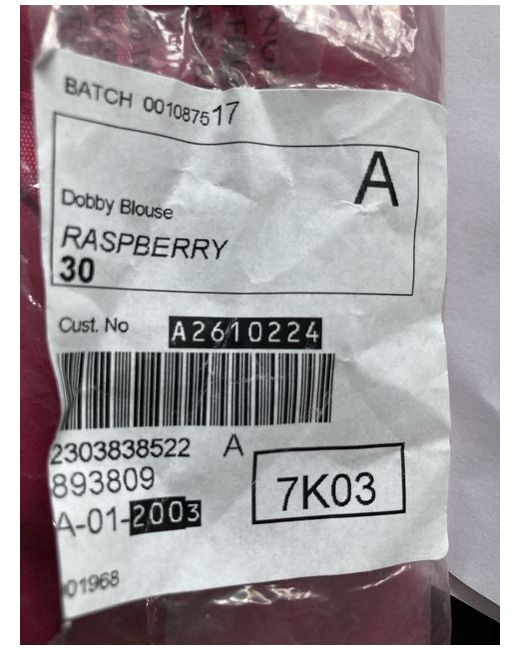 BATCH 001087517
A
Dobby Blouse
RASPBERRY
30
Cust. No A2610224
2303838522 A
893809
7K03
A-01-2003
01968